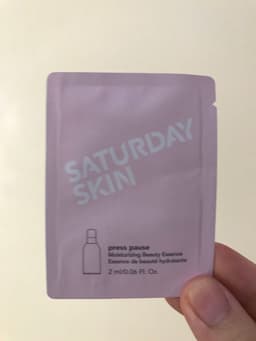 SATURDAY
SKIN
press pause
Moisturizing Beauty Essence
Essence de beauté hydratante
2 ml/0.06 Fl. Oz.